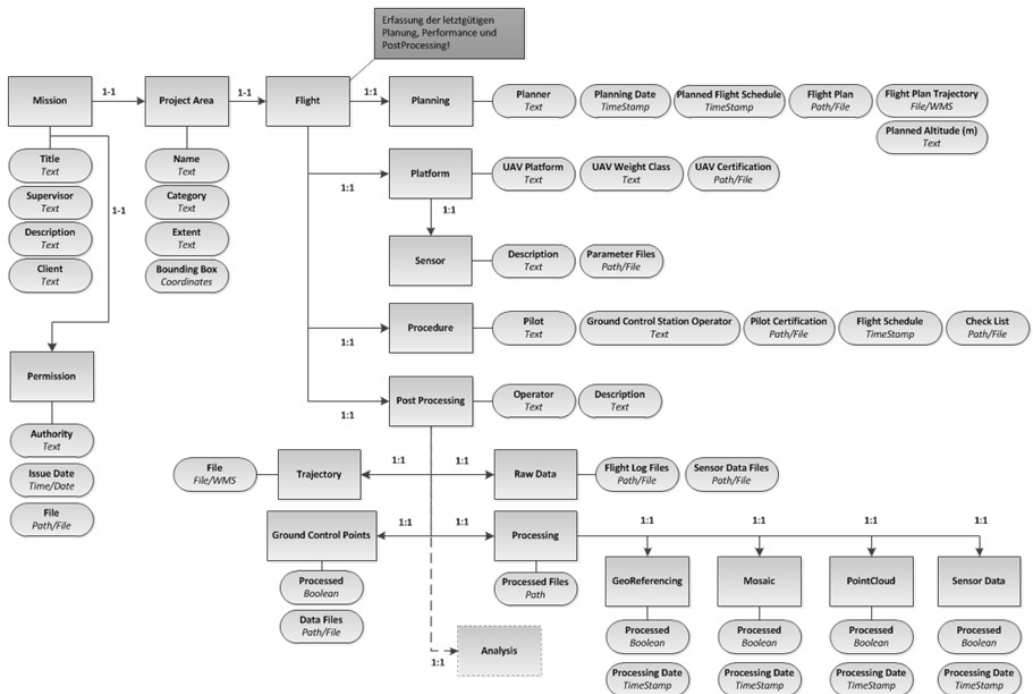 Erfassung der letztgütigen
Planung, Performance und
PostProcessing!
Mission
1-1
Project Area
1-1
Flight
1:1
Planning
Planner
Text
Planning Date
TimeStamp
Planned Flight Schedule
TimeStamp
Flight Plan
Path/File
Flight Plan Trajectory
File/WMS
Planned Altitude (m)
Text
Title
Text
Supervisor
Text
Description
Text
Client
Text
1-1
Name
Text
Category
Text
Extent
Text
Bounding Box
Coordinates
1:1
Platform
UAV Platform
Text
UAV Weight Class
Text
UAV Certification
Path/File
1:1
Sensor
Description
Text
Parameter Files
Path/File
1:1
Procedure
Pilot
Text
Ground Control Station Operator
Text
Pilot Certification
Path/File
Flight Schedule
TimeStamp
Check List
Path/File
Permission
Authority
Text
Issue Date
Time/Date
File
Path/File
1:1
Post Processing
Operator
Text
Description
Text
File
File/WMS
Trajectory
1:1
1:1
Raw Data
Flight Log Files
Path/File
Sensor Data Files
Path/File
Ground Control Points
1:1
1:1
Processing
Processed
Boolean
Data Files
Path/File
Processed Files
Path
1:1
1:1
1:1
1:1
GeoReferencing
Mosaic
PointCloud
Sensor Data
Processed
Boolean
Processed
Boolean
Processed
Boolean
Processed
Boolean
Processing Date
TimeStamp
Processing Date
TimeStamp
Processing Date
TimeStamp
Processing Date
TimeStamp
1:1
Analysis